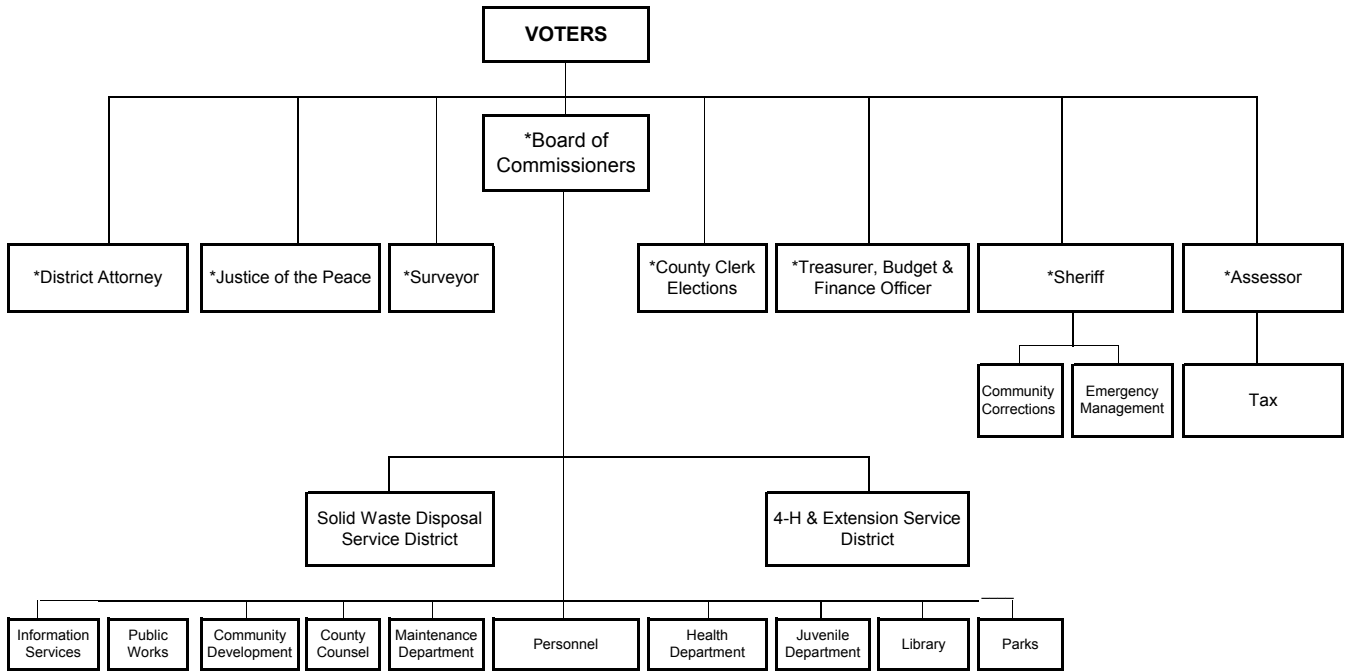 VOTERS
*Board of
Commissioners
*District Attorney
*Justice of the Peace
*Surveyor
*County Clerk
Elections
*Treasurer, Budget &
Finance Officer
*Sheriff
*Assessor
Community
Corrections
Emergency
Management
Tax
Solid Waste Disposal
Service District
4-H & Extension Service
District
Information
Services
Public
Works
Community
Development
County
Counsel
Maintenance
Department
Personnel
Health
Department
Juvenile
Department
Library
Parks